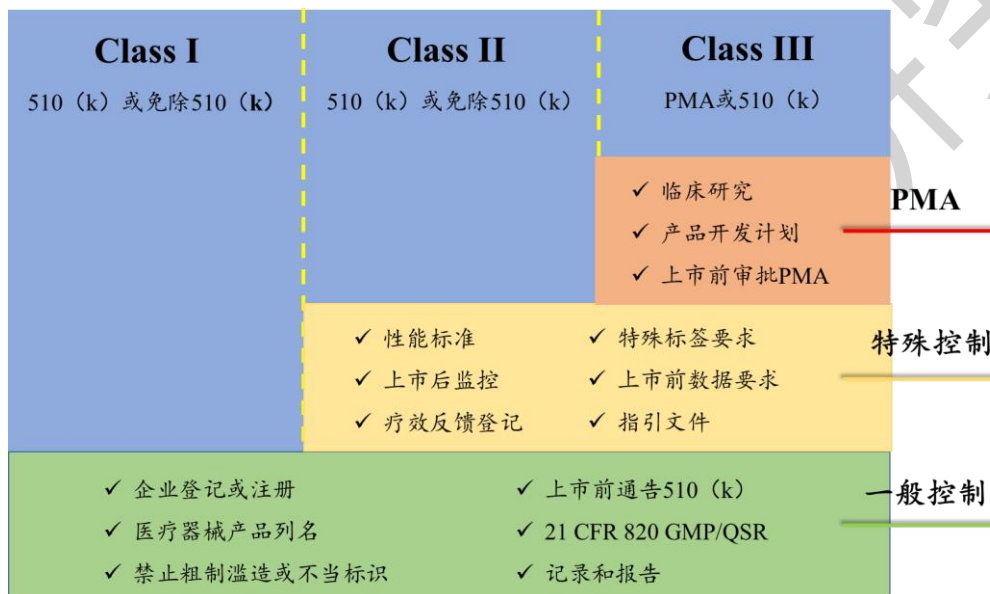 Class I
510（k）或免除510（k）
Class II
510（k）或免除510（k）
Class III
PMA或510（k）
✓ 临床研究
✓ 产品开发计划
✓ 上市前审批PMA
PMA
✓ 性能标准
✓ 上市后监控
✓ 疗效反馈登记
✓ 特殊标签要求
✓ 上市前数据要求
✓ 指引文件
特殊控制
✓ 企业登记或注册
✓ 医疗器械产品列名
✓ 禁止粗制滥造或不当标识
✓ 上市前通告510（k）
✓ 21 CFR 820 GMP/QSR
✓ 记录和报告
一般控制